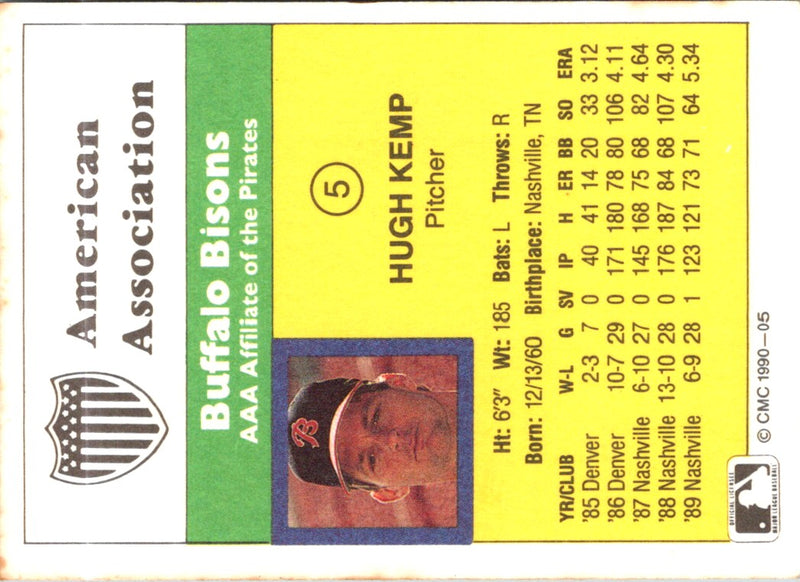 American
Association
Buffalo Bisons
AAA Affiliate of the Pirates
5
HUGH KEMP
Pitcher
B
Ht: 6'3" Wt: 185 Bats: L Throws: R
Born: 12/13/60 Birthplace: Nashville, TN
YR/CLUB W-L G SV IP H ER BB SO ERA
'85 Denver 2-3 7 0 40 41 14 20 33 3.12
'86 Denver 10-7 29 0 171 180 78 80 106 4.11
'87 Nashville 6-10 27 0 145 168 75 68 82 4.64
'88 Nashville 13-10 28 0 176 187 84 68 107 4.30
'89 Nashville 6-9 28 1 123 121 73 71 64 5.34
OFFICIAL LICENSEE
MAJOR LEAGUE BASEBALL
© CMC 1990—05